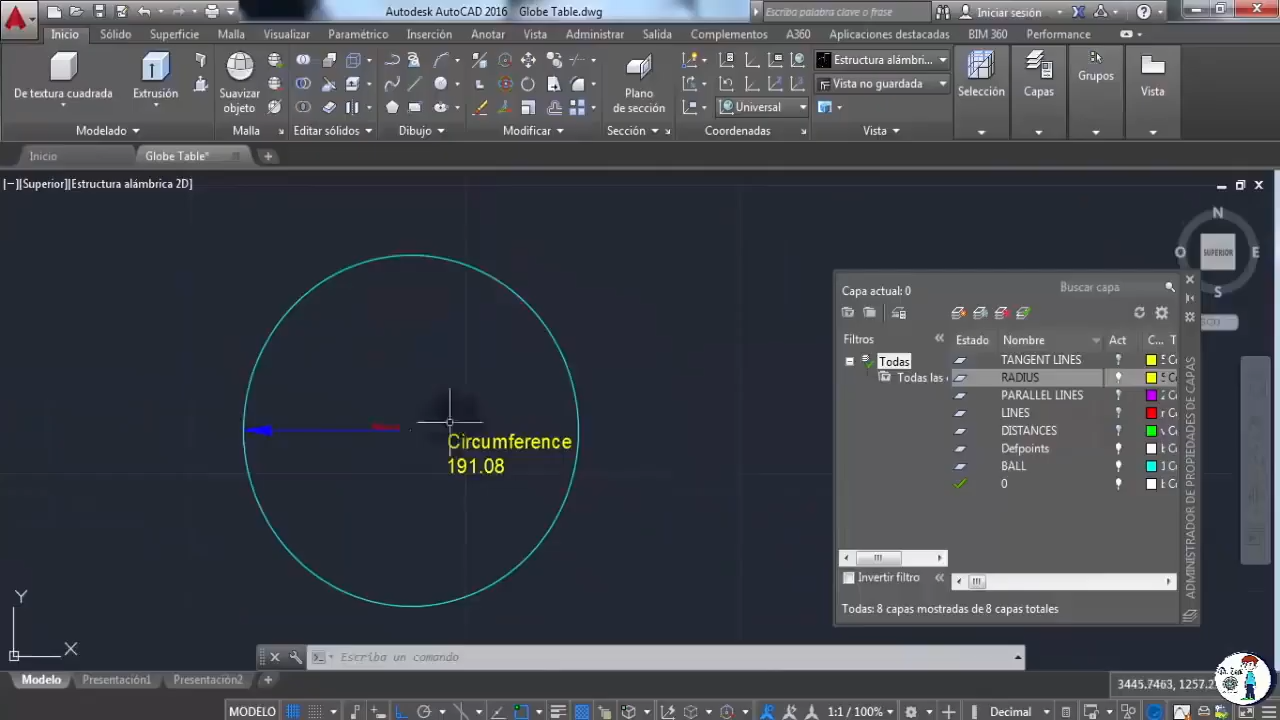 Autodesk AutoCAD 2016 Globe Table.dwg
Escriba palabra clave o frase
Iniciar sesión
Inicio Sólido Superficie Malla Visualizar Paramétrico Inserción Anotar Vista Administrar Salida Complementos A360 Aplicaciones destacadas BIM 360 Performance
De textura cuadrada
Extrusión
Suavizar
objeto
Plano
de sección
Estructura alámbri...
Vista no guardada
Universal
Selección
Capas
Grupos
Vista
Modelado
Malla
Editar sólidos
Dibujo
Modificar
Sección
Coordenadas
Vista
Inicio
Globe Table*
[−][Superior][Estructura alámbrica 2D]
N
O SUPERIOR E
S
Circumference
191.08
Capa actual: 0
Buscar capa
Filtros
Todas
Todas las
Estado Nombre Act C... T
TANGENT LINES
RADIUS
PARALLEL LINES
LINES
DISTANCES
Defpoints
BALL
0
Invertir filtro
Todas: 8 capas mostradas de 8 capas totales
ADMINISTRADOR DE PROPIEDADES DE CAPAS
Y
X
Escriba un comando
Modelo Presentación1 Presentación2
MODELO
1:1 / 100%
Decimal